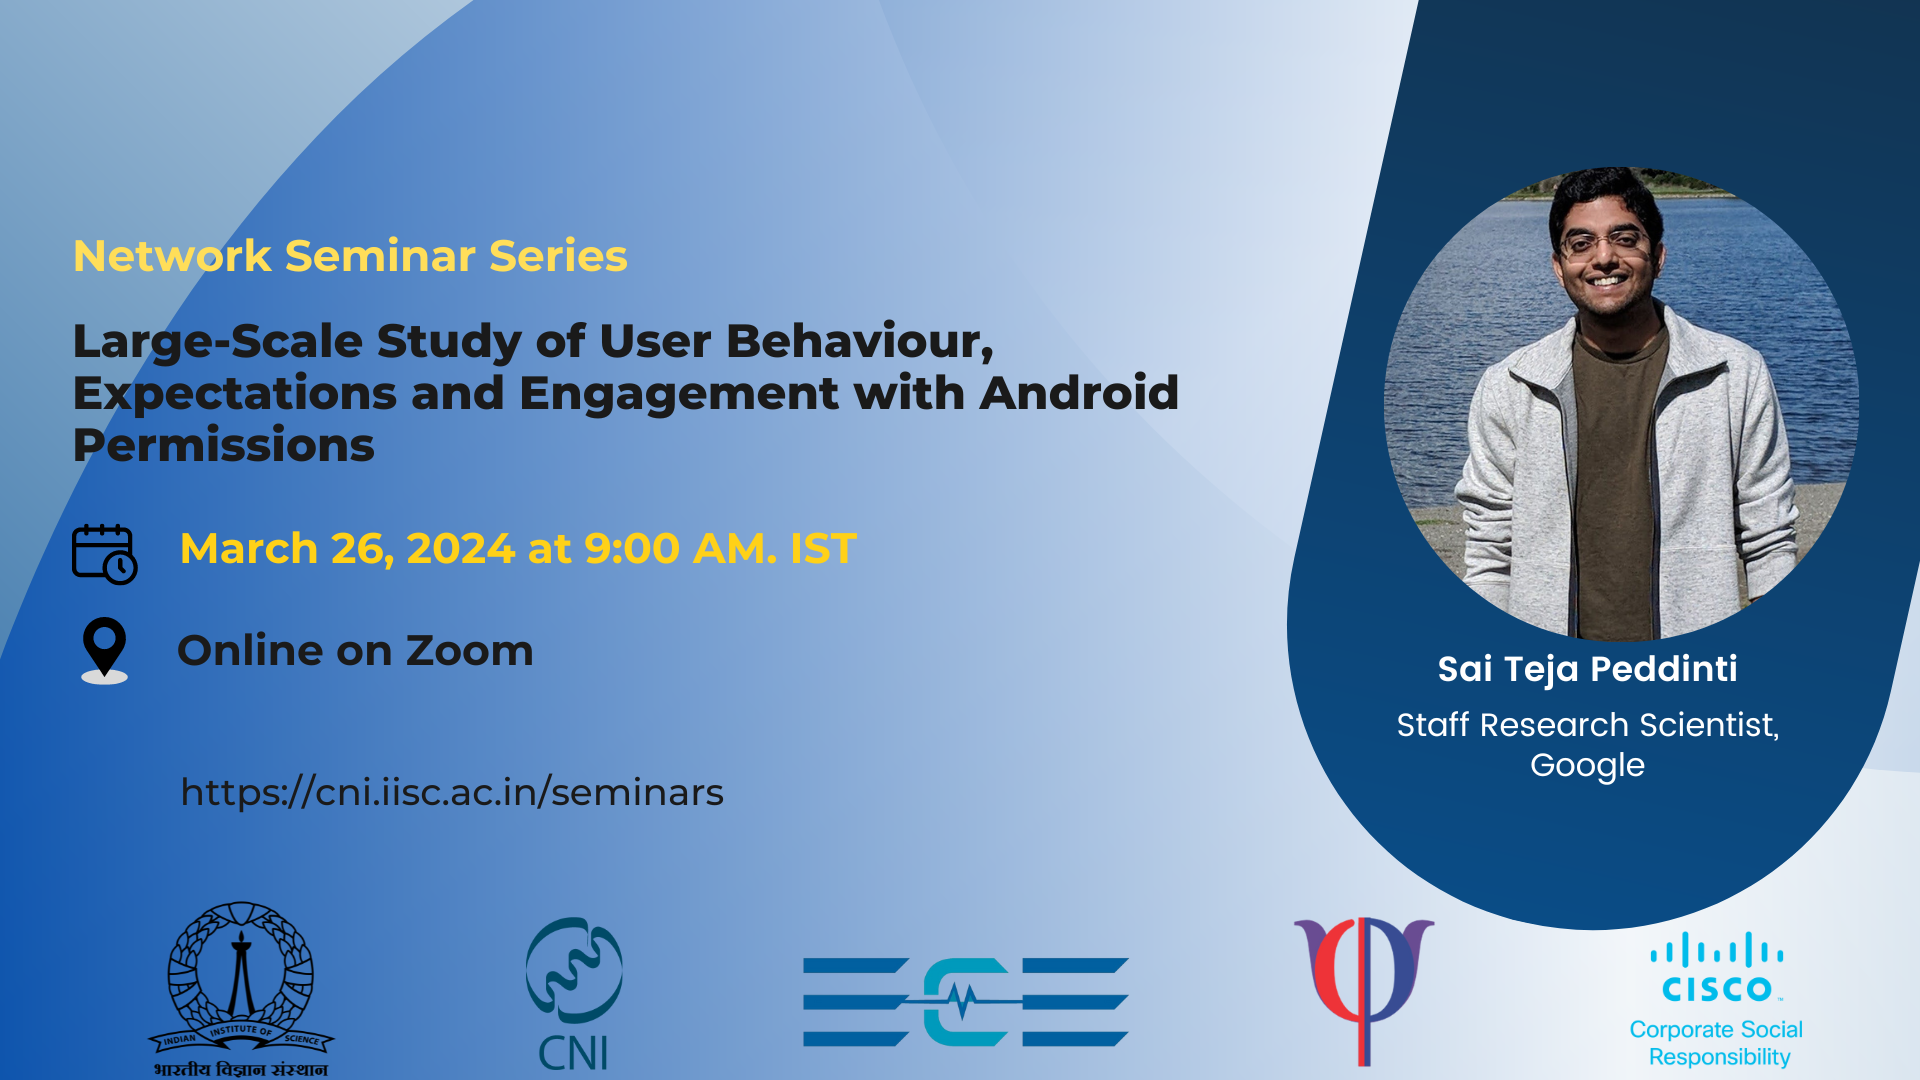 Network Seminar Series
Large-Scale Study of User Behaviour,
Expectations and Engagement with Android
Permissions
March 26, 2024 at 9:00 AM. IST
Online on Zoom
https://cni.iisc.ac.in/seminars
Sai Teja Peddinti
Staff Research Scientist,
Google
INDIAN INSTITUTE OF SCIENCE
भारतीय विज्ञान संस्थान
CNI
ECE
CISCO
Corporate Social
Responsibility